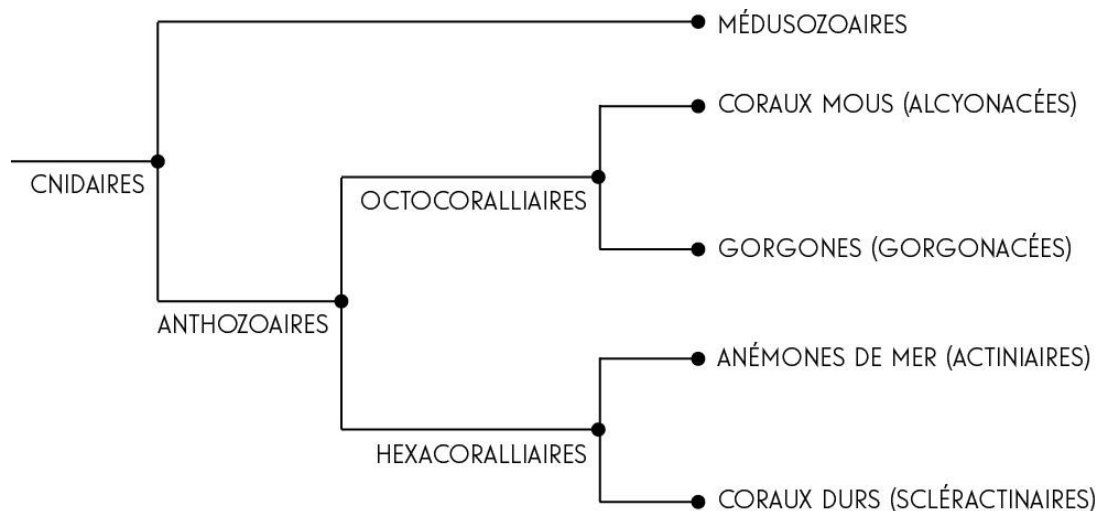 MÉDUSOZOAIRES
CORAUX MOUS (ALCYONACÉES)
CNIDAIRES
OCTOCORALLIAIRES
GORGONES (GORGONACÉES)
ANTHOZOAIRES
ANÉMONES DE MER (ACTINIAIRES)
HEXACORALLIAIRES
CORAUX DURS (SCLÉRACTINAIRES)